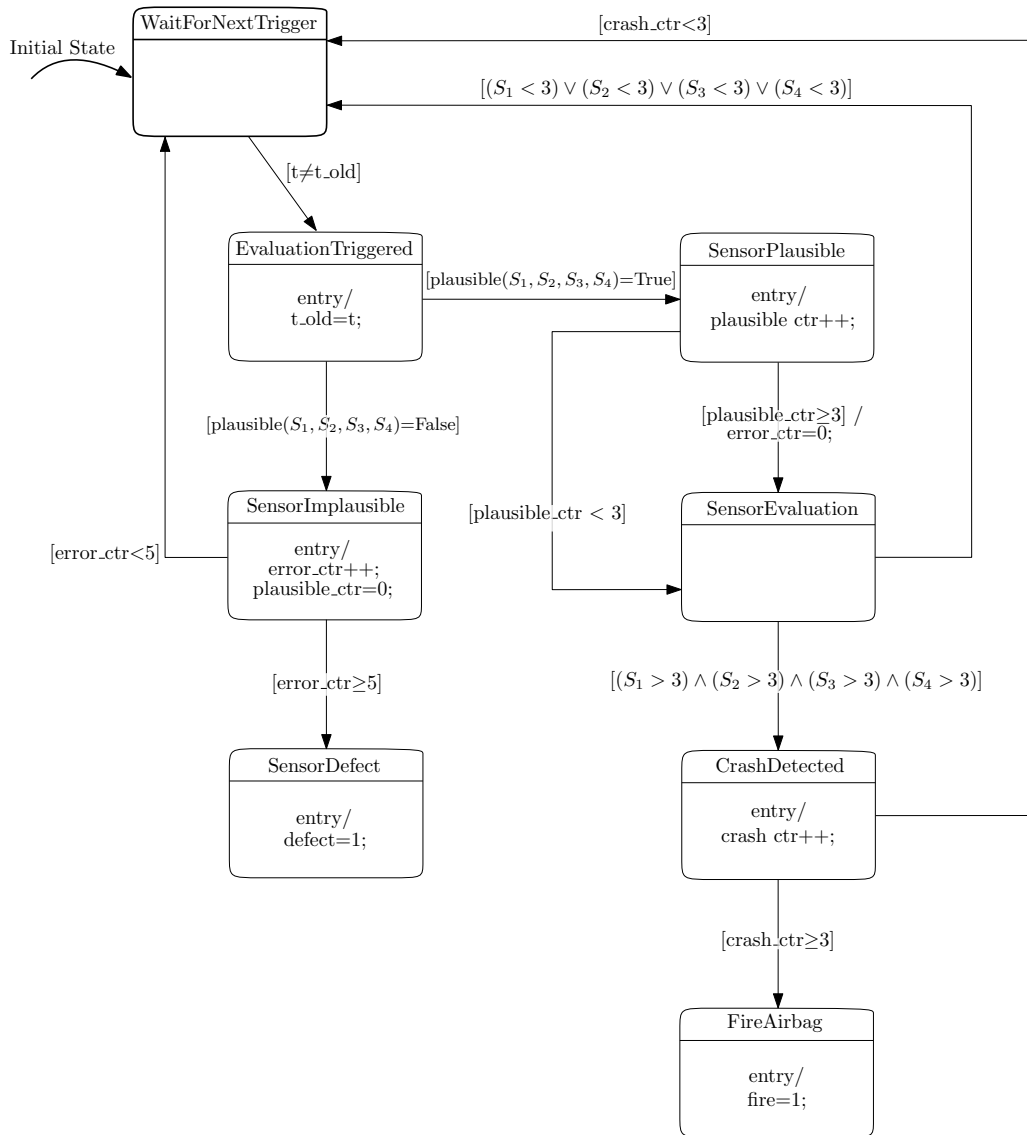 WaitForNextTrigger
[crash_ctr<3]
Initial State
[(S₁ < 3) ∨ (S₂ < 3) ∨ (S₃ < 3) ∨ (S₄ < 3)]
[t≠t_old]
EvaluationTriggered
SensorPlausible
[plausible(S₁, S₂, S₃, S₄)=True]
entry/
t_old=t;
entry/
plausible ctr++;
[plausible(S₁, S₂, S₃, S₄)=False]
[plausible_ctr≥3] /
error_ctr=0;
SensorImplausible
SensorEvaluation
[plausible_ctr < 3]
[error_ctr<5]
entry/
error_ctr++;
plausible_ctr=0;
[error_ctr≥5]
[(S₁ > 3) ∧ (S₂ > 3) ∧ (S₃ > 3) ∧ (S₄ > 3)]
SensorDefect
CrashDetected
entry/
defect=1;
entry/
crash ctr++;
[crash_ctr≥3]
FireAirbag
entry/
fire=1;